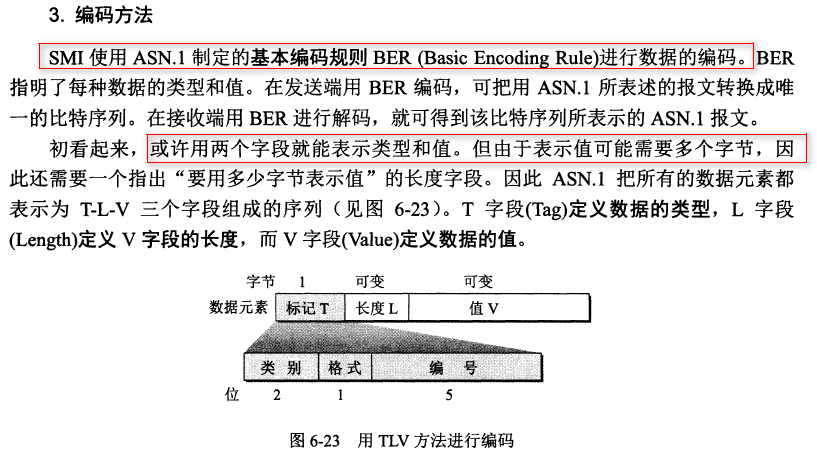 3. 编码方法
SMI 使用 ASN.1 制定的基本编码规则 BER (Basic Encoding Rule)进行数据的编码。BER
指明了每种数据的类型和值。在发送端用 BER 编码，可把用 ASN.1 所表述的报文转换成唯
一的比特序列。在接收端用 BER 进行解码，就可得到该比特序列所表示的 ASN.1 报文。
初看起来，或许用两个字段就能表示类型和值。但由于表示值可能需要多个字节，因
此还需要一个指出“要用多少字节表示值”的长度字段。因此 ASN.1 把所有的数据元素都
表示为 T-L-V 三个字段组成的序列（见图 6-23）。T 字段(Tag)定义数据的类型，L 字段
(Length)定义 V 字段的长度，而 V 字段(Value)定义数据的值。
字节 1 可变 可变
数据元素 标记 T 长度 L 值 V
类 别 格 式 编 号
位 2 1 5
图 6-23 用 TLV 方法进行编码